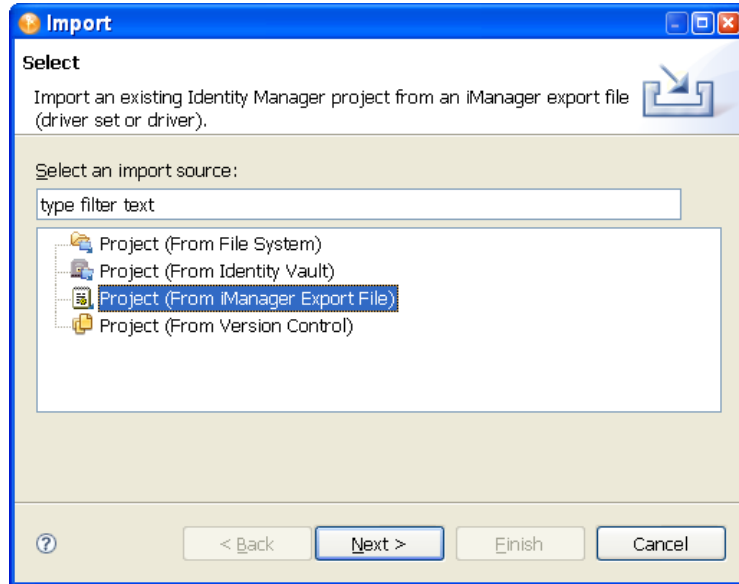 Import
Select
Import an existing Identity Manager project from an iManager export file
(driver set or driver).
Select an import source:
type filter text
Project (From File System)
Project (From Identity Vault)
Project (From iManager Export File)
Project (From Version Control)
?
< Back
Next >
Finish
Cancel